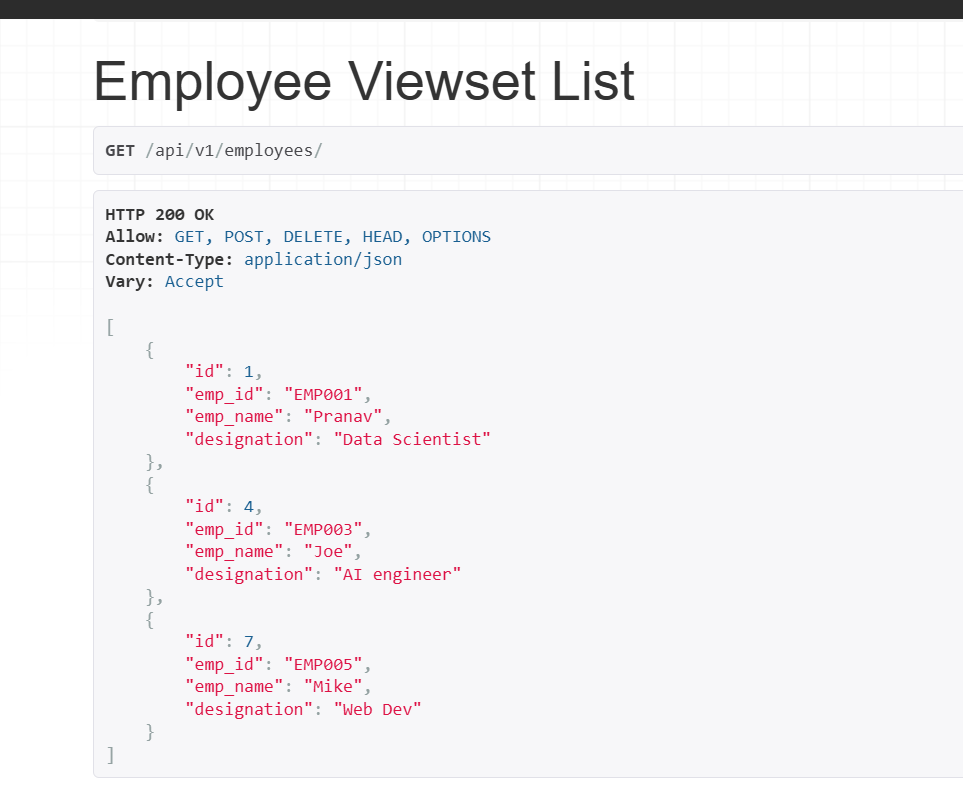 Employee Viewset List
GET /api/v1/employees/
HTTP 200 OK
Allow: GET, POST, DELETE, HEAD, OPTIONS
Content-Type: application/json
Vary: Accept
[
    {
        "id": 1,
        "emp_id": "EMP001",
        "emp_name": "Pranav",
        "designation": "Data Scientist"
    },
    {
        "id": 4,
        "emp_id": "EMP003",
        "emp_name": "Joe",
        "designation": "AI engineer"
    },
    {
        "id": 7,
        "emp_id": "EMP005",
        "emp_name": "Mike",
        "designation": "Web Dev"
    }
]